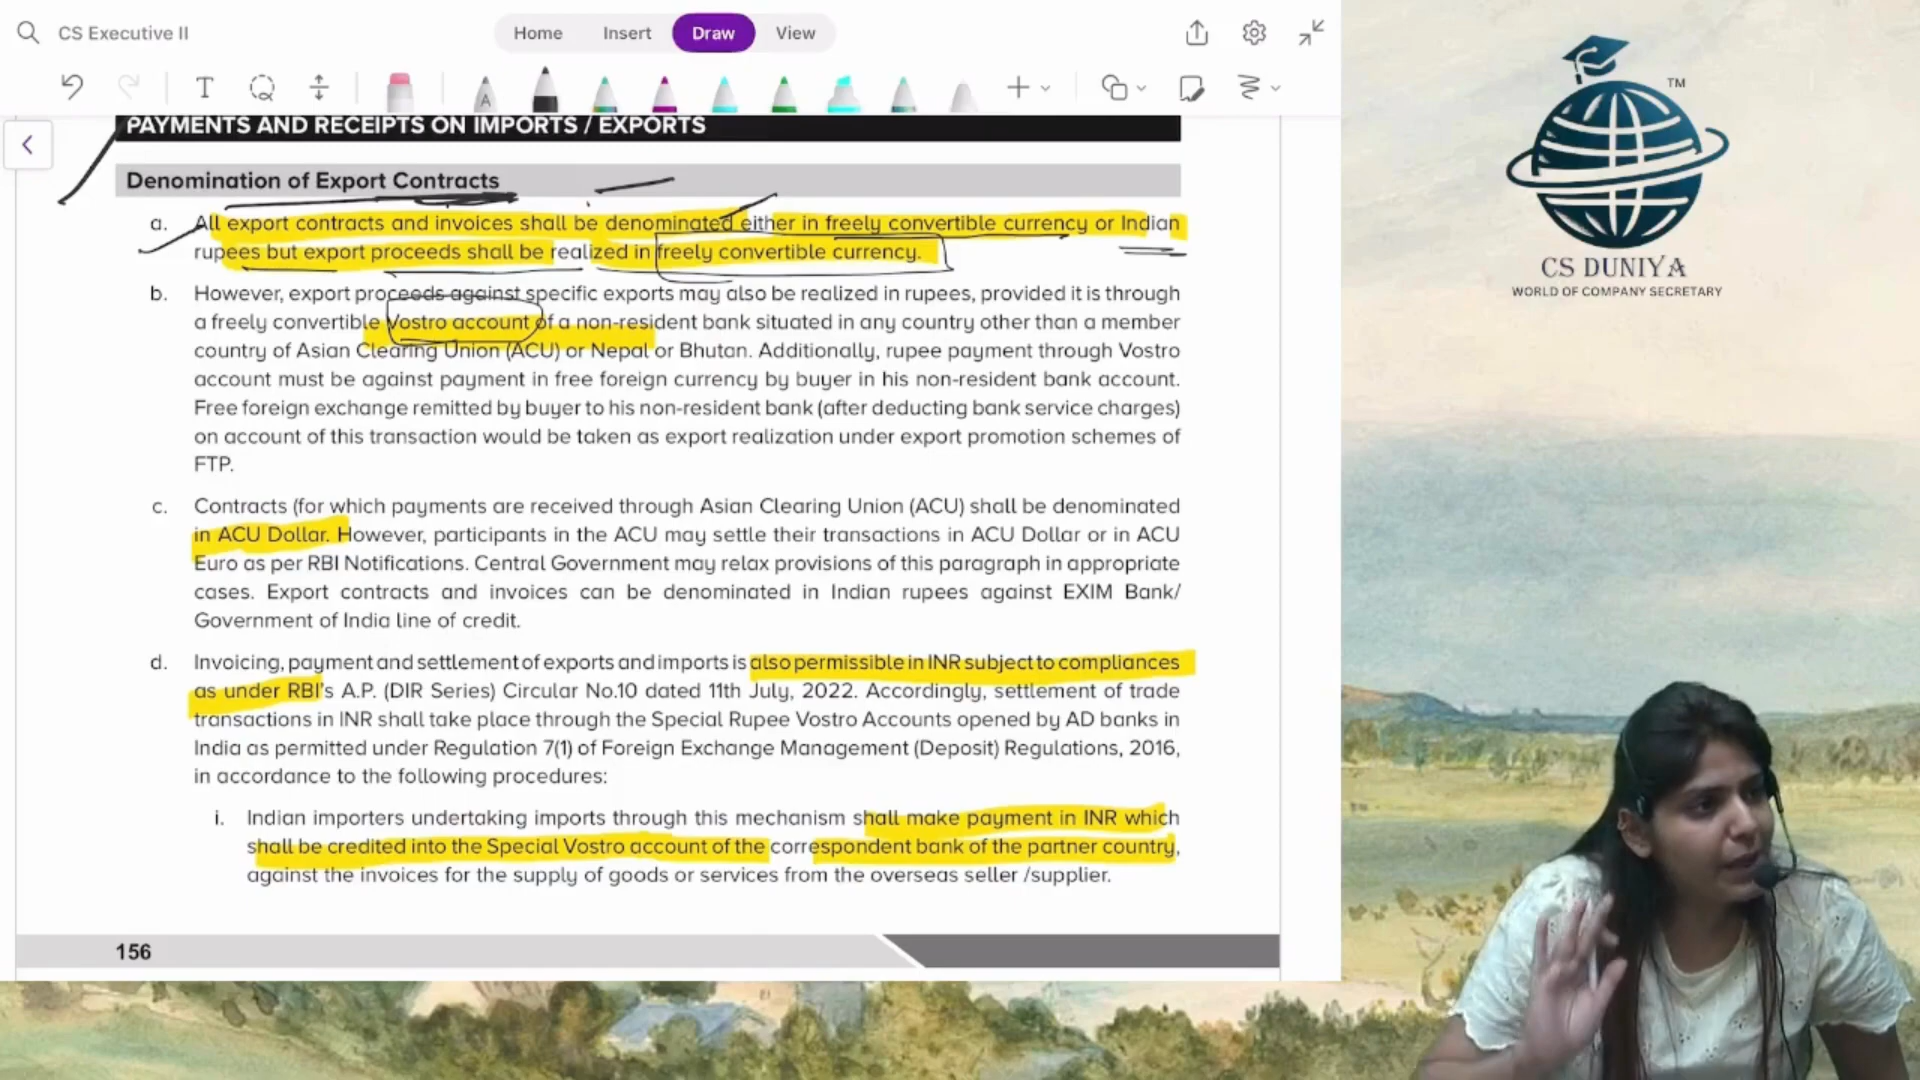 CS Executive II
Home
Insert
Draw
View
T
A
PAYMENTS AND RECEIPTS ON IMPORTS / EXPORTS
Denomination of Export Contracts
a. All export contracts and invoices shall be denominated either in freely convertible currency or Indian
rupees but export proceeds shall be realized in freely convertible currency.
b. However, export proceeds against specific exports may also be realized in rupees, provided it is through
a freely convertible Vostro account of a non-resident bank situated in any country other than a member
country of Asian Clearing Union (ACU) or Nepal or Bhutan. Additionally, rupee payment through Vostro
account must be against payment in free foreign currency by buyer in his non-resident bank account.
Free foreign exchange remitted by buyer to his non-resident bank (after deducting bank service charges)
on account of this transaction would be taken as export realization under export promotion schemes of
FTP.
c. Contracts (for which payments are received through Asian Clearing Union (ACU) shall be denominated
in ACU Dollar. However, participants in the ACU may settle their transactions in ACU Dollar or in ACU
Euro as per RBI Notifications. Central Government may relax provisions of this paragraph in appropriate
cases. Export contracts and invoices can be denominated in Indian rupees against EXIM Bank/
Government of India line of credit.
d. Invoicing, payment and settlement of exports and imports is also permissible in INR subject to compliances
as under RBI's A.P. (DIR Series) Circular No.10 dated 11th July, 2022. Accordingly, settlement of trade
transactions in INR shall take place through the Special Rupee Vostro Accounts opened by AD banks in
India as permitted under Regulation 7(1) of Foreign Exchange Management (Deposit) Regulations, 2016,
in accordance to the following procedures:
i. Indian importers undertaking imports through this mechanism shall make payment in INR which
shall be credited into the Special Vostro account of the correspondent bank of the partner country,
against the invoices for the supply of goods or services from the overseas seller /supplier.
156
TM
CS DUNIYA
WORLD OF COMPANY SECRETARY